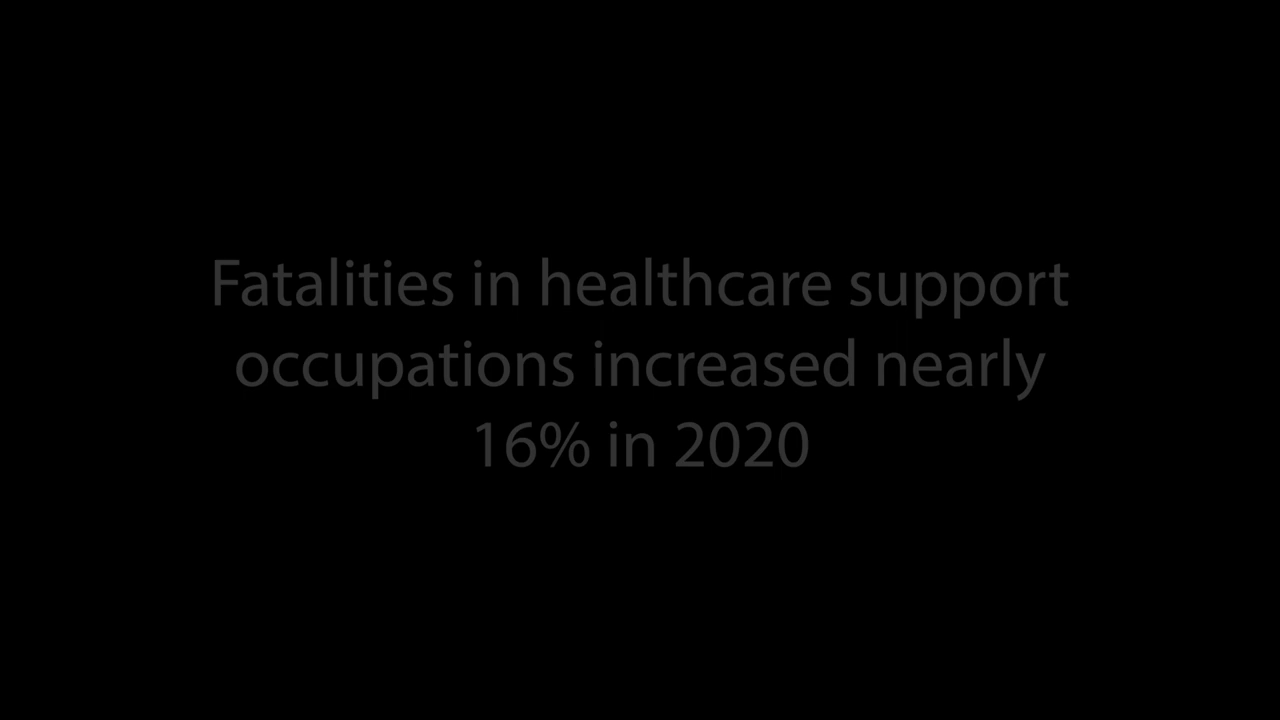 Fatalities in healthcare support
occupations increased nearly
16% in 2020